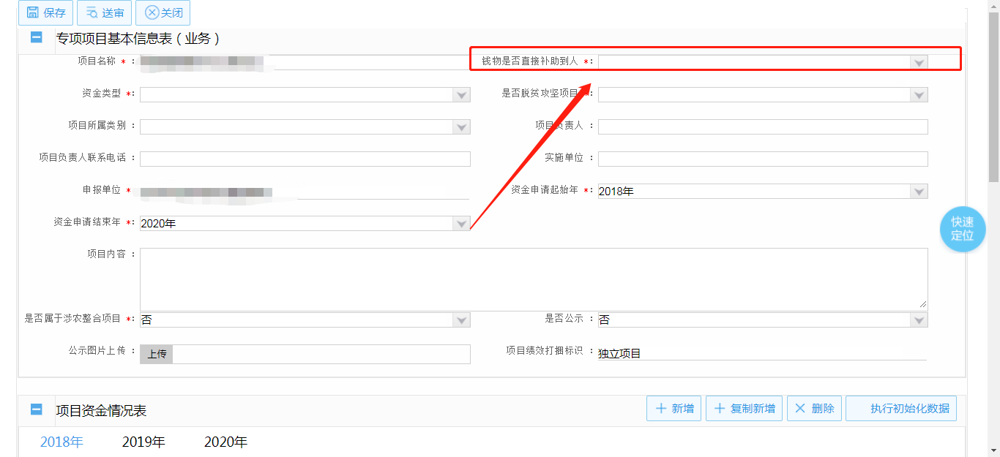 保存 送审 关闭
专项项目基本信息表（业务）
项目名称 * : 钱物是否直接补助到人 *:
资金类型 *: 是否脱贫攻坚项目 *:
项目所属类别 : 项目负责人 :
项目负责人联系电话 : 实施单位 :
申报单位 * 资金申请起始年 *: 2018年
资金申请结束年 *: 2020年
快速
定位
项目内容 :
是否属于涉农整合项目 *: 否 是否公示 : 否
公示图片上传 : 上传 项目绩效打捆标识 : 独立项目
项目资金情况表 新增 复制新增 删除 执行初始化数据
2018年 2019年 2020年